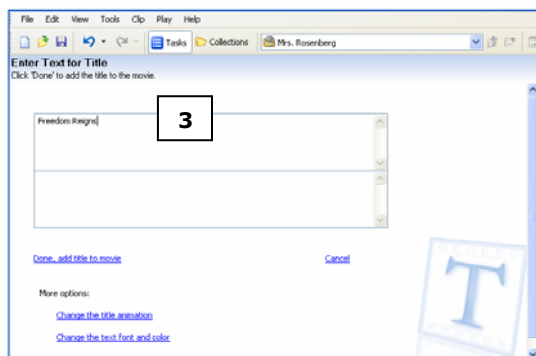 File Edit View Tools Clip Play Help
Tasks Collections Mrs. Rosenberg
Enter Text for Title
Click 'Done' to add the title to the movie.
3
Freedom Reigns
Done, add title to movie Cancel
More options:
Change the title animation
Change the text font and color
T